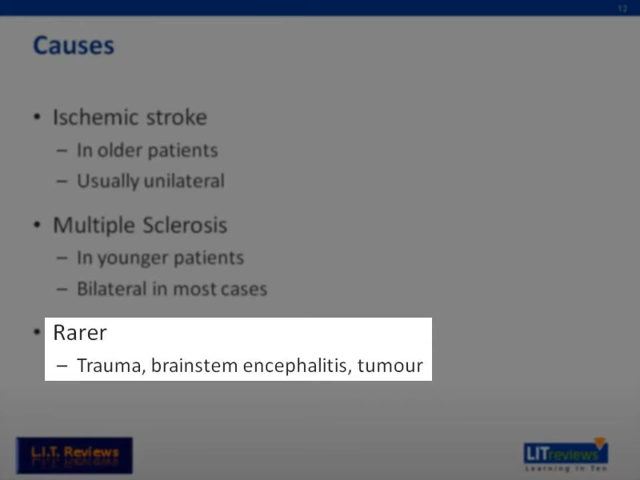 12
Causes
• Ischemic stroke
– In older patients
– Usually unilateral
• Multiple Sclerosis
– In younger patients
– Bilateral in most cases
• Rarer
– Trauma, brainstem encephalitis, tumour
L.I.T. Reviews
LITreviews
Learning in Ten